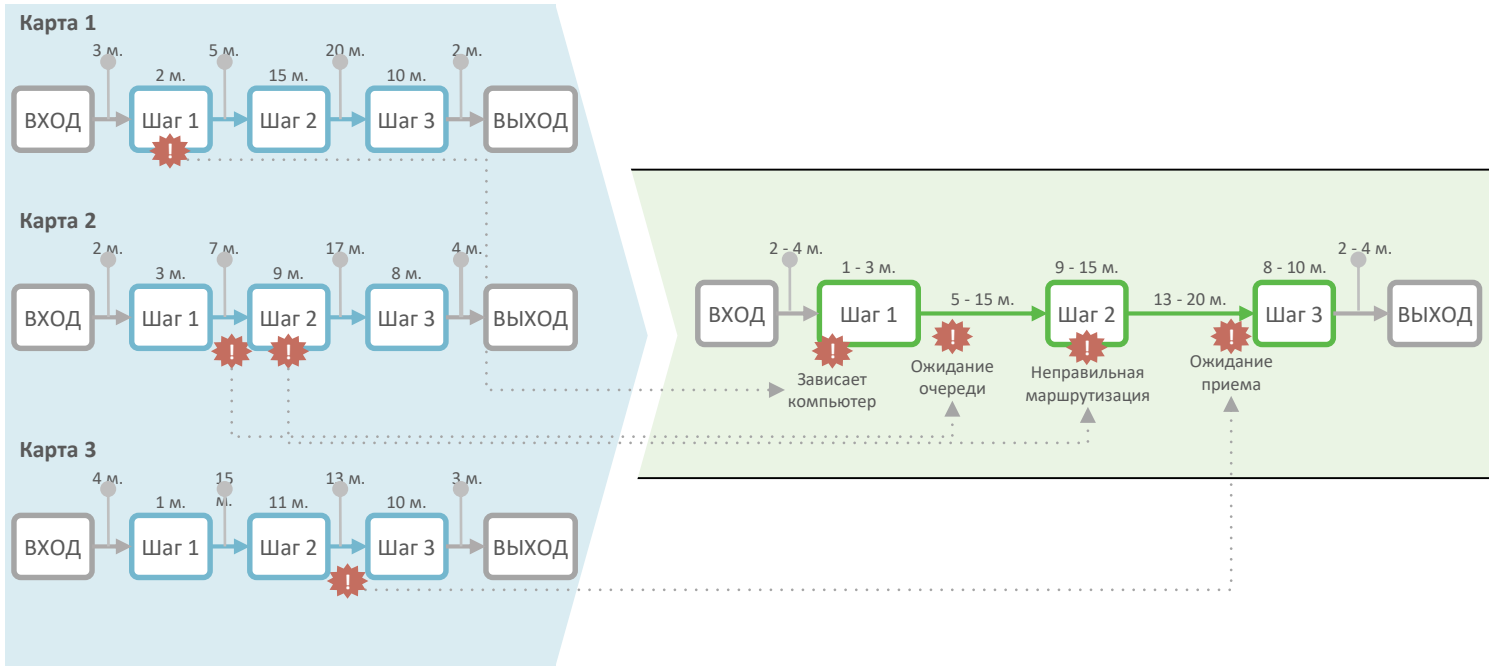 Карта 1
3 м.
5 м.
20 м.
2 м.
2 м.
15 м.
10 м.
ВХОД
Шаг 1
Шаг 2
Шаг 3
ВЫХОД
!
Карта 2
2 м.
7 м.
17 м.
4 м.
3 м.
9 м.
8 м.
ВХОД
Шаг 1
Шаг 2
Шаг 3
ВЫХОД
!
!
Карта 3
4 м.
15
м.
13 м.
3 м.
1 м.
11 м.
10 м.
ВХОД
Шаг 1
Шаг 2
Шаг 3
ВЫХОД
!
2 - 4 м.
2 - 4 м.
1 - 3 м.
9 - 15 м.
8 - 10 м.
5 - 15 м.
13 - 20 м.
ВХОД
Шаг 1
Шаг 2
Шаг 3
ВЫХОД
!
!
!
!
Зависает
компьютер
Ожидание
очереди
Неправильная
маршрутизация
Ожидание
приема